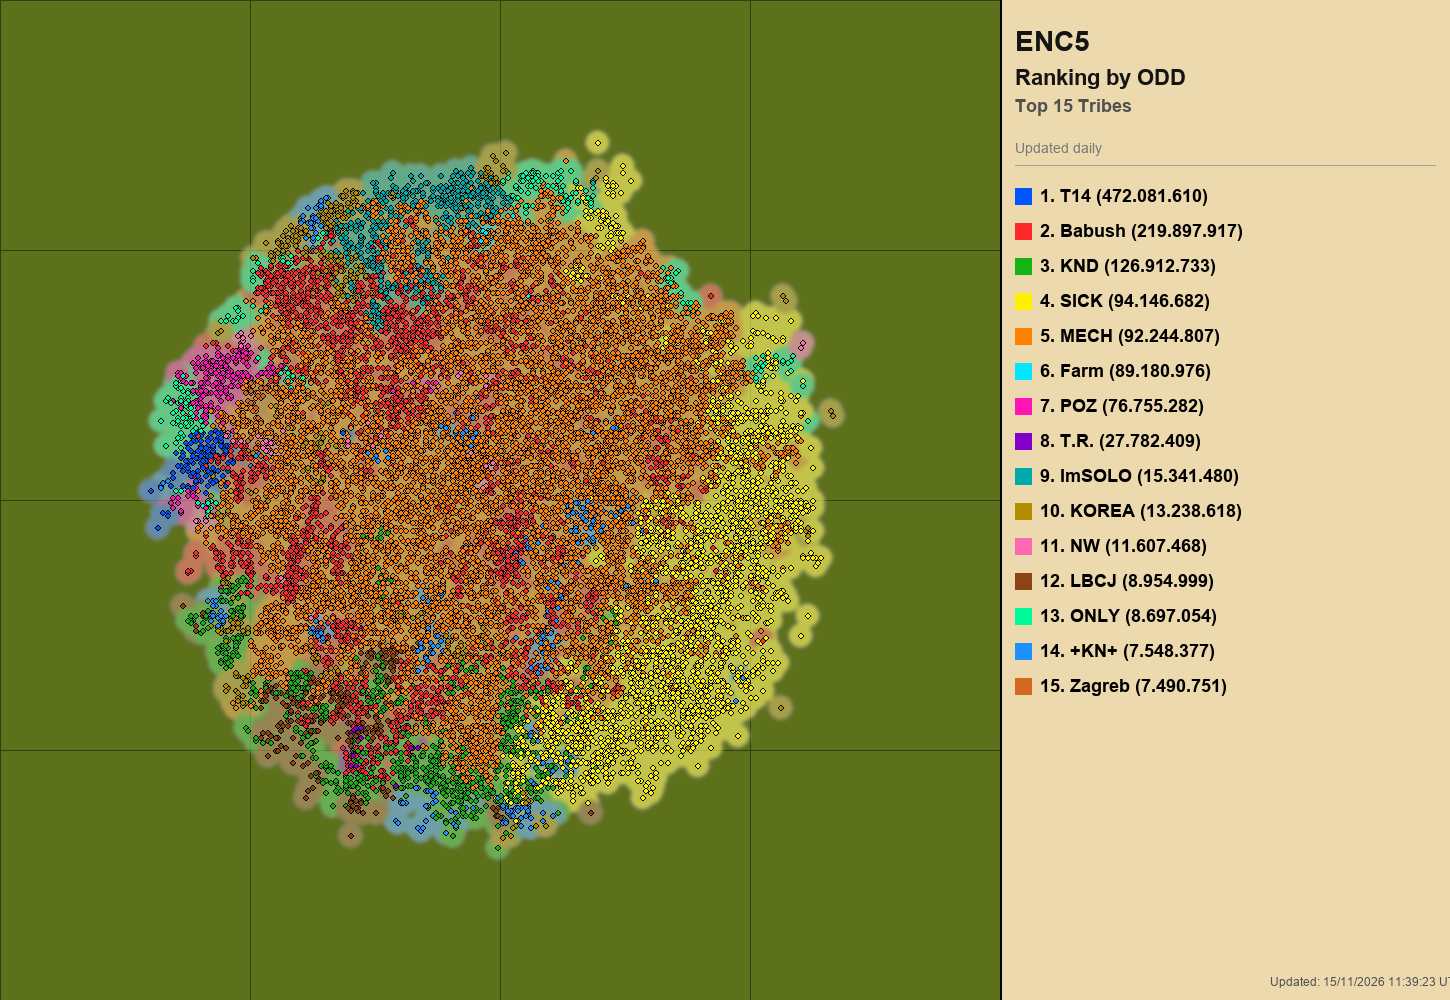 ENC5
Ranking by ODD
Top 15 Tribes
Updated daily
1. T14 (472.081.610)
2. Babush (219.897.917)
3. KND (126.912.733)
4. SICK (94.146.682)
5. MECH (92.244.807)
6. Farm (89.180.976)
7. POZ (76.755.282)
8. T.R. (27.782.409)
9. ImSOLO (15.341.480)
10. KOREA (13.238.618)
11. NW (11.607.468)
12. LBCJ (8.954.999)
13. ONLY (8.697.054)
14. +KN+ (7.548.377)
15. Zagreb (7.490.751)
Updated: 15/11/2026 11:39:23